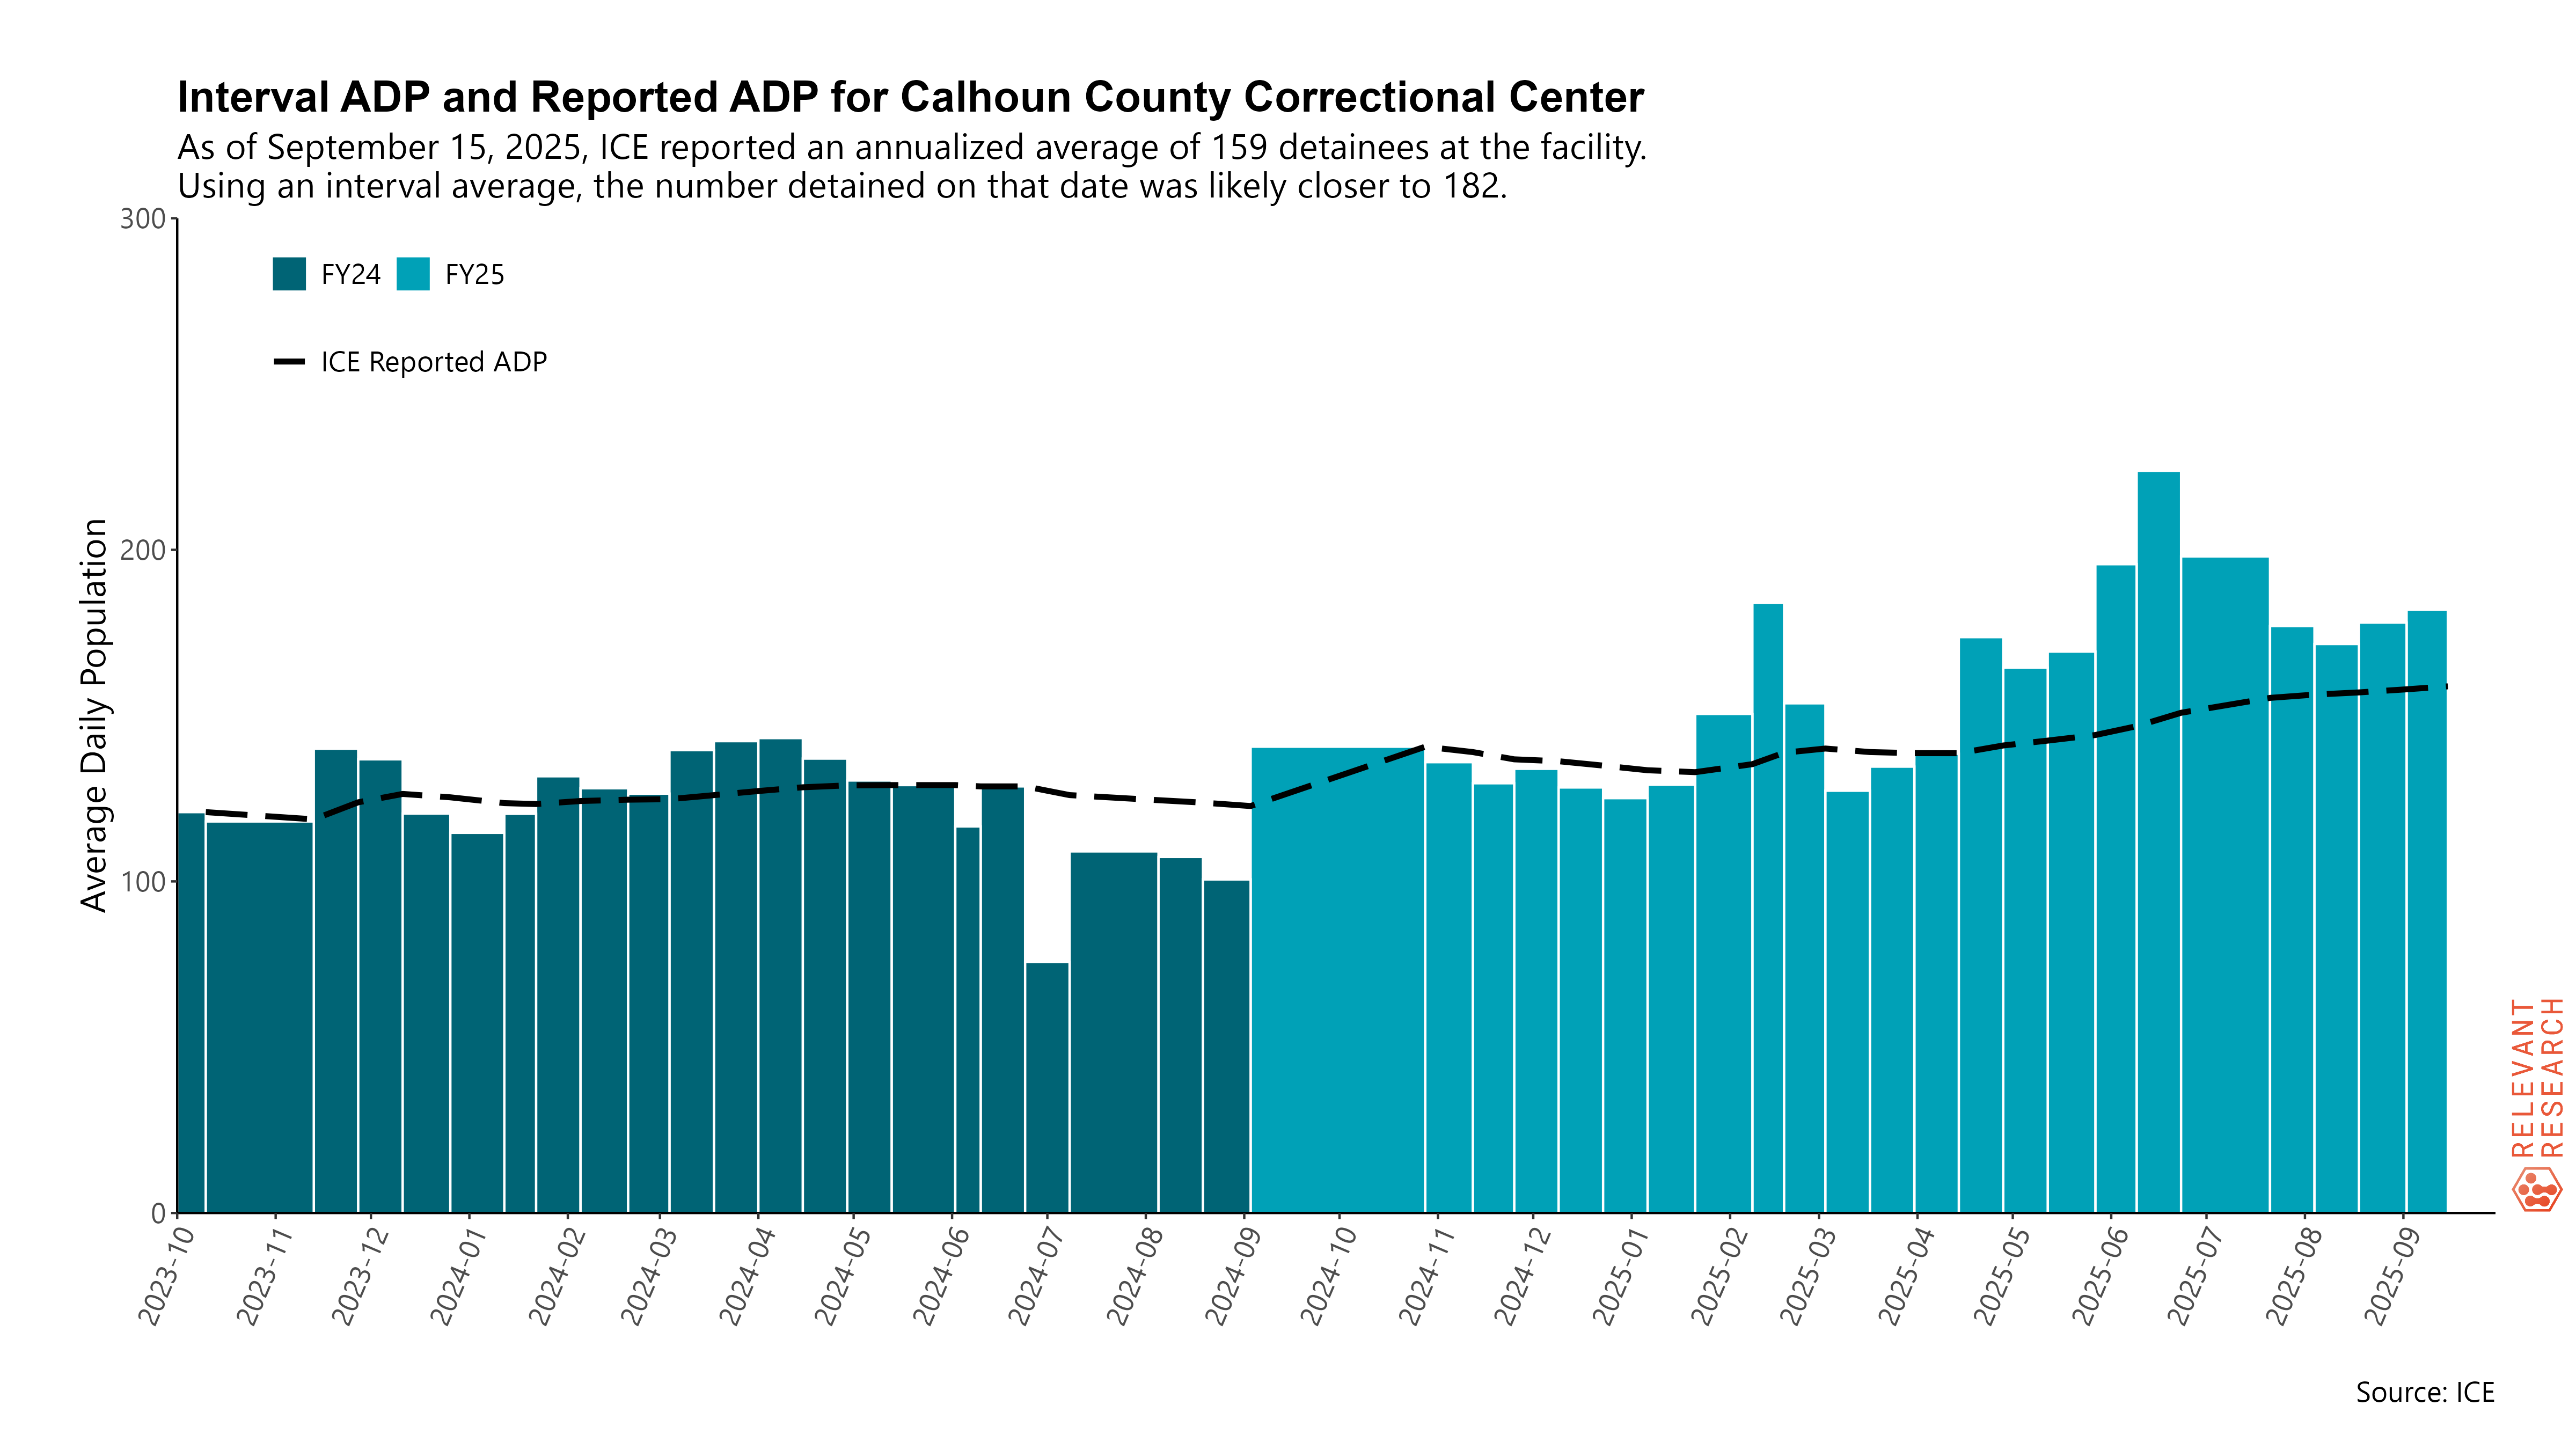 Interval ADP and Reported ADP for Calhoun County Correctional Center
As of September 15, 2025, ICE reported an annualized average of 159 detainees at the facility.
Using an interval average, the number detained on that date was likely closer to 182.
300
FY24 FY25
ICE Reported ADP
Average Daily Population
200
100
0
2023-10 2023-11 2023-12 2024-01 2024-02 2024-03 2024-04 2024-05 2024-06 2024-07 2024-08 2024-09 2024-10 2024-11 2024-12 2025-01 2025-02 2025-03 2025-04 2025-05 2025-06 2025-07 2025-08 2025-09
RELEVANT
RESEARCH
Source: ICE